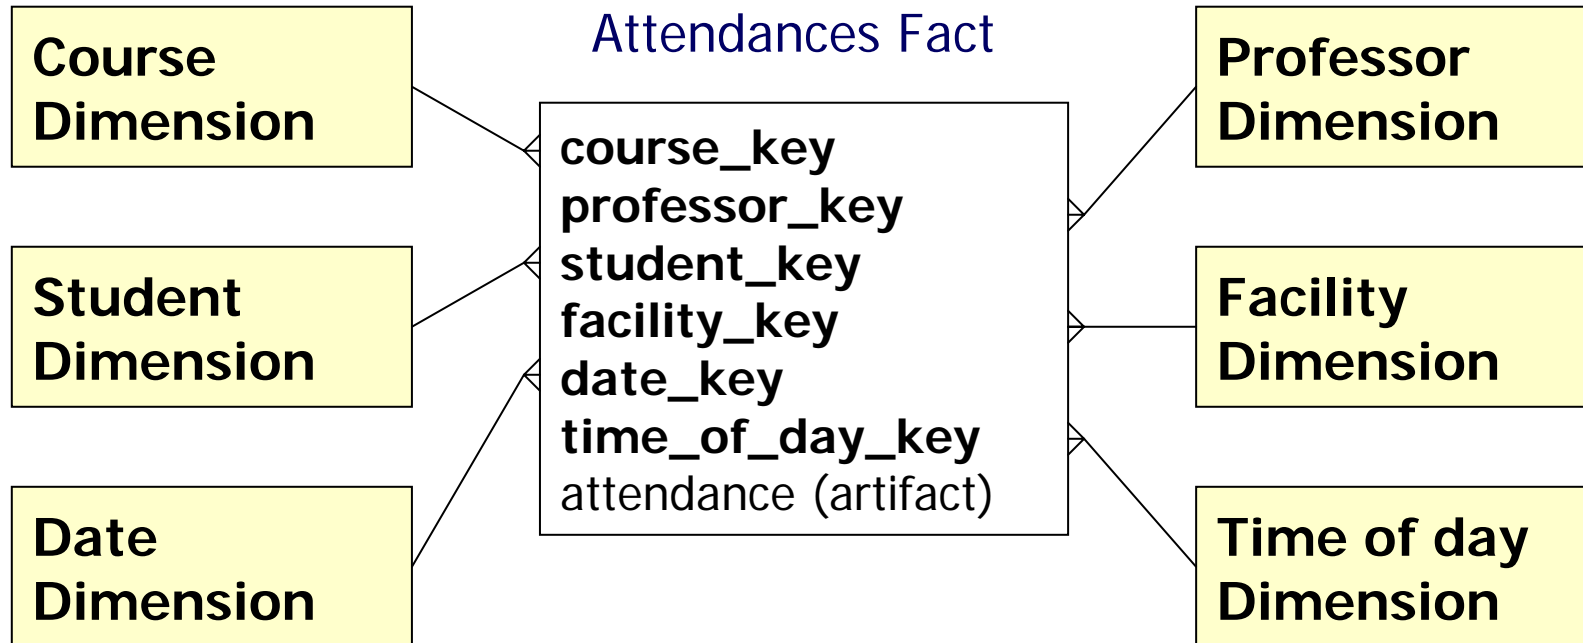 Attendances Fact
Course
Dimension
Student
Dimension
Date
Dimension
course_key
professor_key
student_key
facility_key
date_key
time_of_day_key
attendance (artifact)
Professor
Dimension
Facility
Dimension
Time of day
Dimension